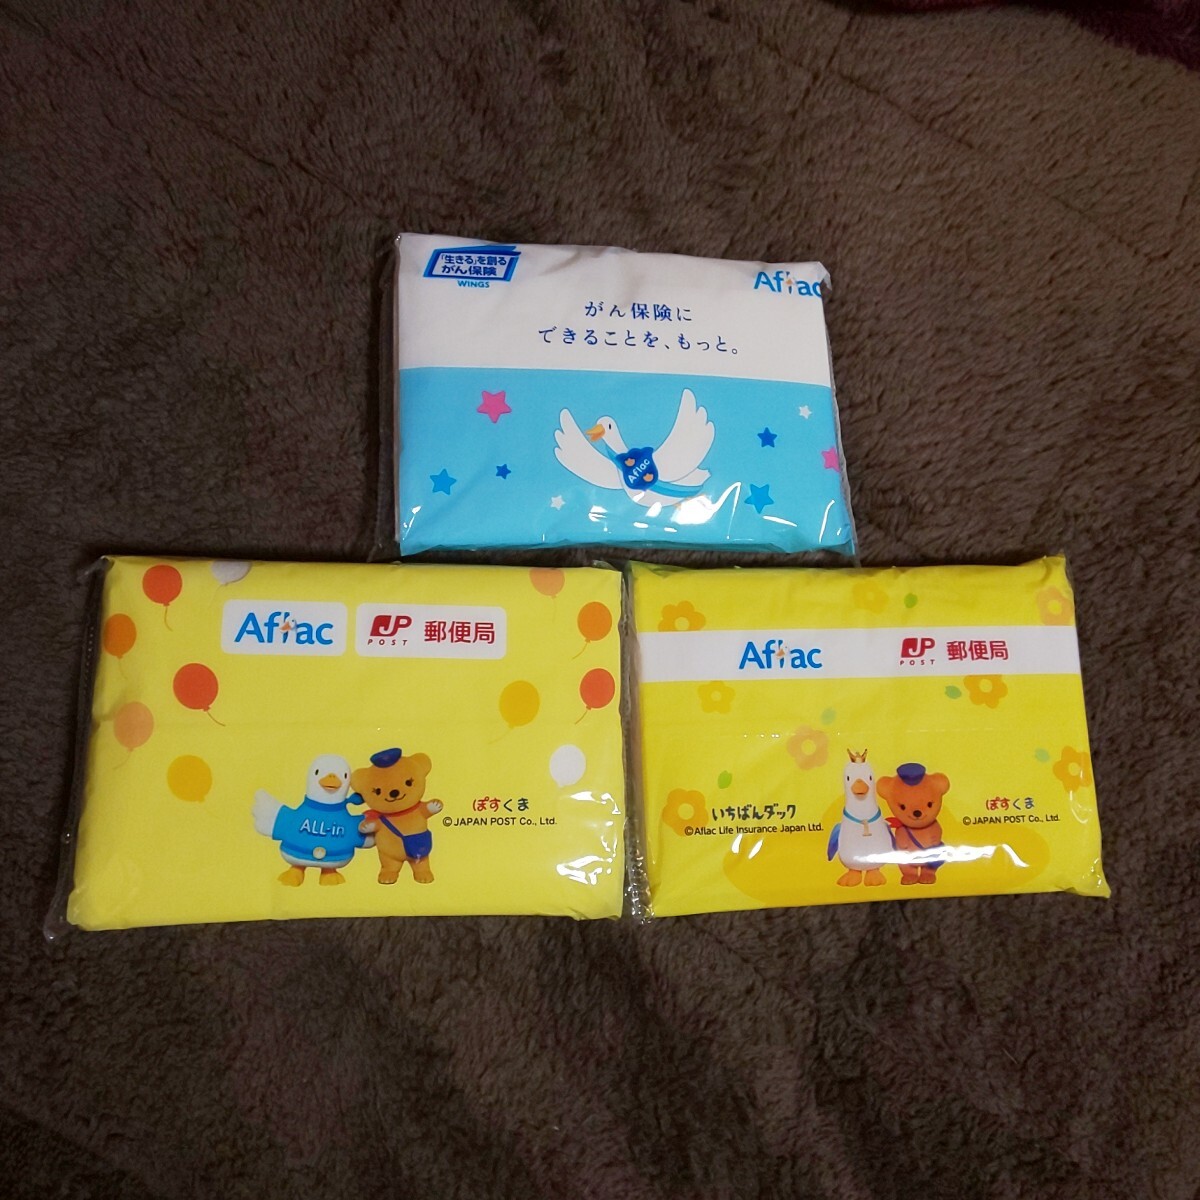 「生きる」を創る
がん保険
WINGS
Aflac
がん保険に
できることを、もっと。
Aflac
Aflac
JP
POST
郵便局
ALL-in
ぽすくま
©JAPAN POST Co., Ltd.
Aflac
JP
POST
郵便局
いちばんダック
©Aflac Life Insurance Japan Ltd.
1
ぽすくま
©JAPAN POST Co., Ltd.